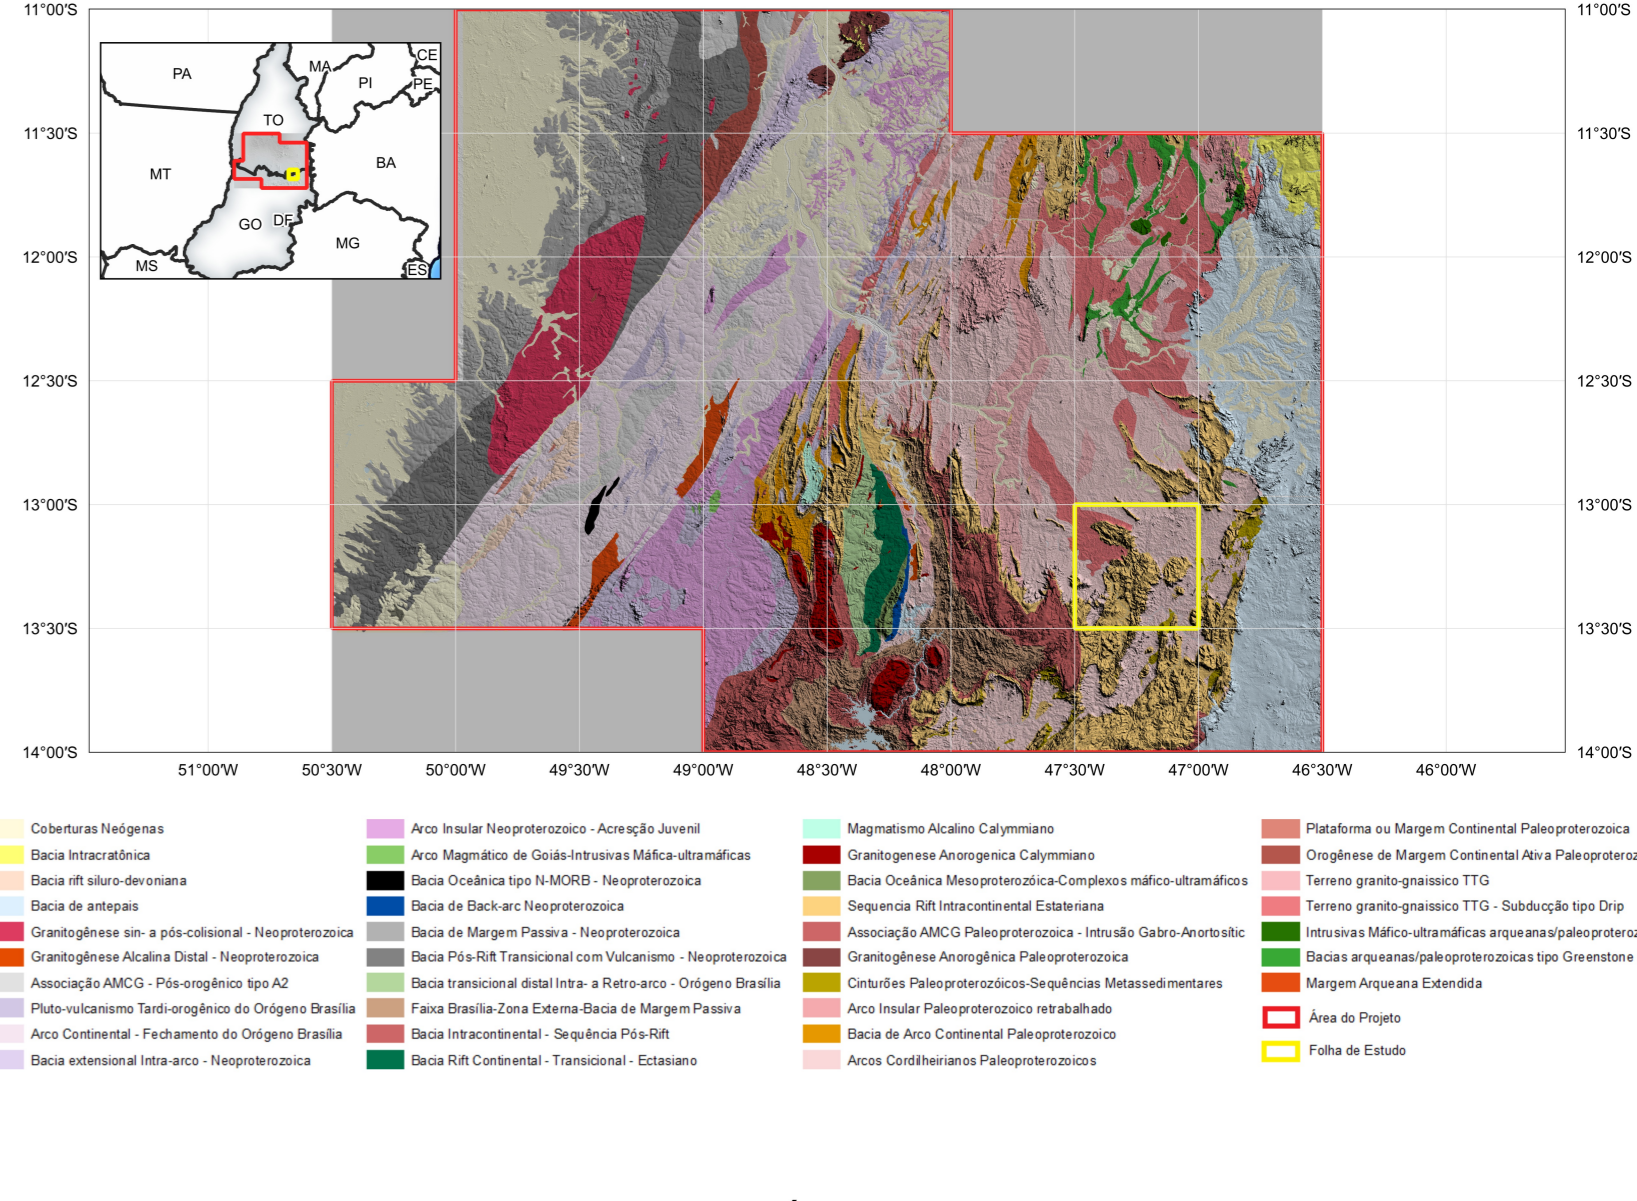 11°00'S
11°00'S
PA
MA
CE
PI
PE
TO
11°30'S
11°30'S
MT
BA
GO
DF
MG
MS
ES
12°00'S
12°00'S
12°30'S
12°30'S
13°00'S
13°00'S
13°30'S
13°30'S
14°00'S
14°00'S
51°00'W
50°30'W
50°00'W
49°30'W
49°00'W
48°30'W
48°00'W
47°30'W
47°00'W
46°30'W
46°00'W
Coberturas Neógenas
Bacia Intracratônica
Bacia rift siluro-devoniana
Bacia de antepais
Granitogênese sin- a pós-colisional - Neoproterozoica
Granitogênese Alcalina Distal - Neoproterozoica
Associação AMCG - Pós-orogênico tipo A2
Pluto-vulcanismo Tardi-orogênico do Orógeno Brasília
Arco Continental - Fechamento do Orógeno Brasília
Bacia extensional Intra-arco - Neoproterozoica
Arco Insular Neoproterozoico - Acresção Juvenil
Arco Magmático de Goiás-Intrusivas Máfica-ultramáficas
Bacia Oceânica tipo N-MORB - Neoproterozoica
Bacia de Back-arc Neoproterozoica
Bacia de Margem Passiva - Neoproterozoica
Bacia Pós-Rift Transicional com Vulcanismo - Neoproterozoica
Bacia transicional distal Intra- a Retro-arco - Orógeno Brasília
Faixa Brasília-Zona Externa-Bacia de Margem Passiva
Bacia Intracontinental - Sequência Pós-Rift
Bacia Rift Continental - Transicional - Ectasiano
Magmatismo Alcalino Calymmiano
Granitogenese Anorogenica Calymmiano
Bacia Oceânica Mesoproterozóica-Complexos máfico-ultramáficos
Sequencia Rift Intracontinental Estateriana
Associação AMCG Paleoproterozoica - Intrusão Gabro-Anortosític
Granitogênese Anorogênica Paleoproterozoica
Cinturões Paleoproterozóicos-Sequências Metassedimentares
Arco Insular Paleoproterozoico retrabalhado
Bacia de Arco Continental Paleoproterozoico
Arcos Cordilheirianos Paleoproterozoicos
Plataforma ou Margem Continental Paleoproterozoica
Orogênese de Margem Continental Ativa Paleoproteroz
Terreno granito-gnaissico TTG
Terreno granito-gnaissico TTG - Subducção tipo Drip
Intrusivas Máfico-ultramáficas arqueanas/paleoproteroz
Bacias arqueanas/paleoproterozoicas tipo Greenstone
Margem Arqueana Extendida
Área do Projeto
Folha de Estudo